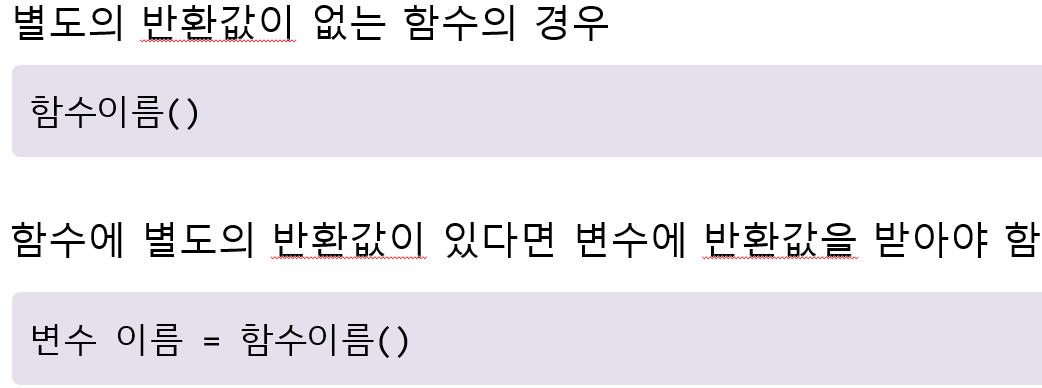 별도의 반환값이 없는 함수의 경우
함수이름()
함수에 별도의 반환값이 있다면 변수에 반환값을 받아야 함
변수 이름 = 함수이름()